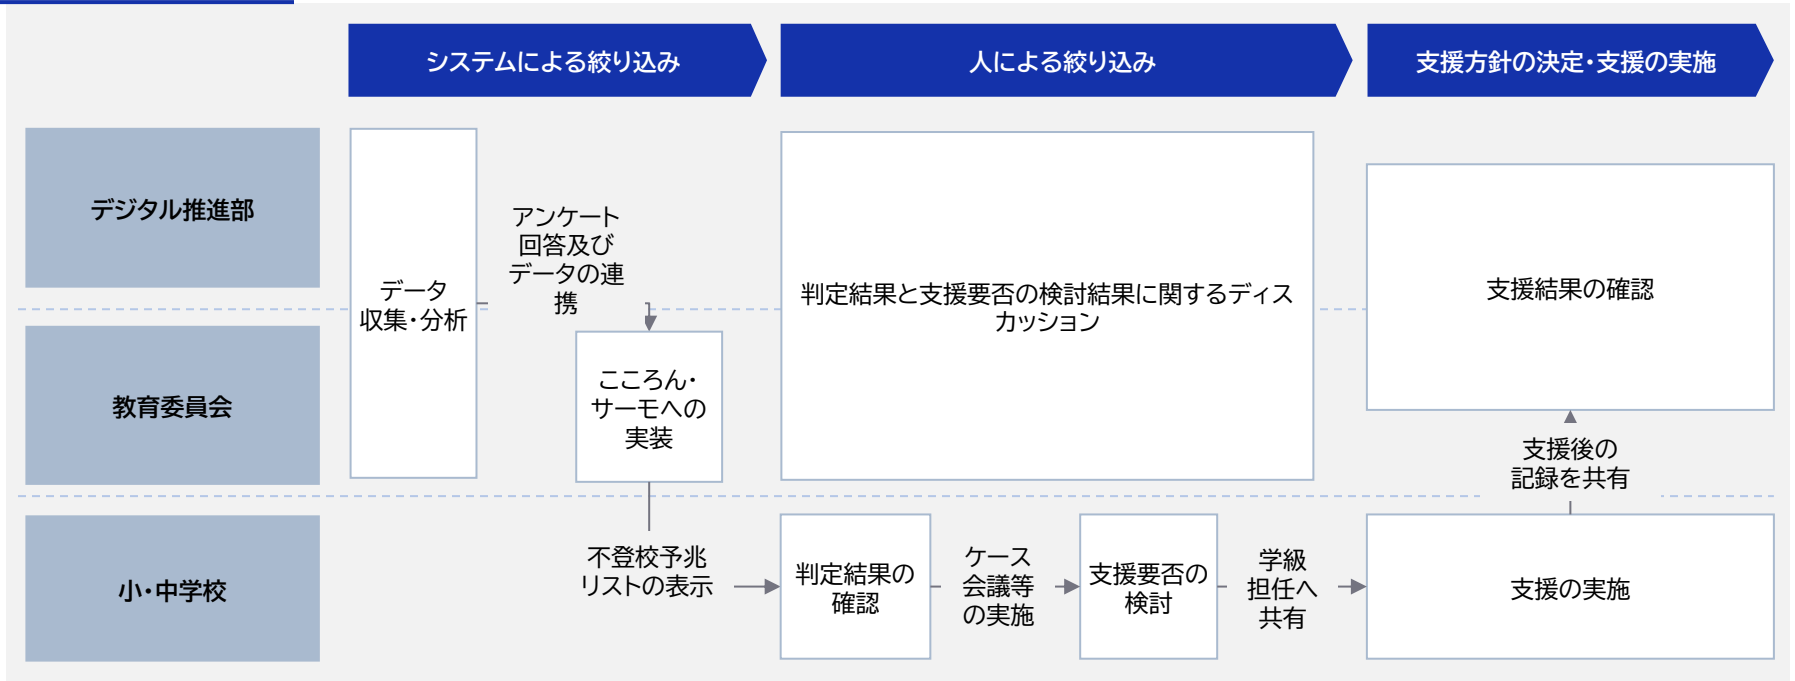 システムによる絞り込み
人による絞り込み
支援方針の決定・支援の実施
デジタル推進部
教育委員会
小・中学校
データ
収集・分析
アンケート
回答及び
データの連
携
こころん・
サーモへの
実装
不登校予兆
リストの表示
判定結果と支援要否の検討結果に関するディス
カッション
判定結果の
確認
ケース
会議等
の実施
支援要否の
検討
学級
担任へ
共有
支援結果の確認
支援後の
記録を共有
支援の実施